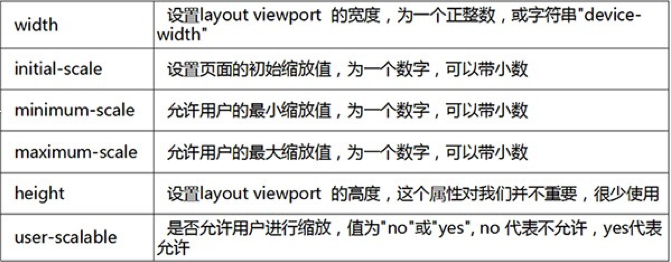 width
设置layout viewport 的宽度，为一个正整数，或字符串"device-
width"
initial-scale
设置页面的初始缩放值，为一个数字，可以带小数
minimum-scale
允许用户的最小缩放值，为一个数字，可以带小数
maximum-scale
允许用户的最大缩放值，为一个数字，可以带小数
height
设置layout viewport 的高度，这个属性对我们并不重要，很少使用
user-scalable
是否允许用户进行缩放，值为"no"或"yes", no 代表不允许，yes代表
允许